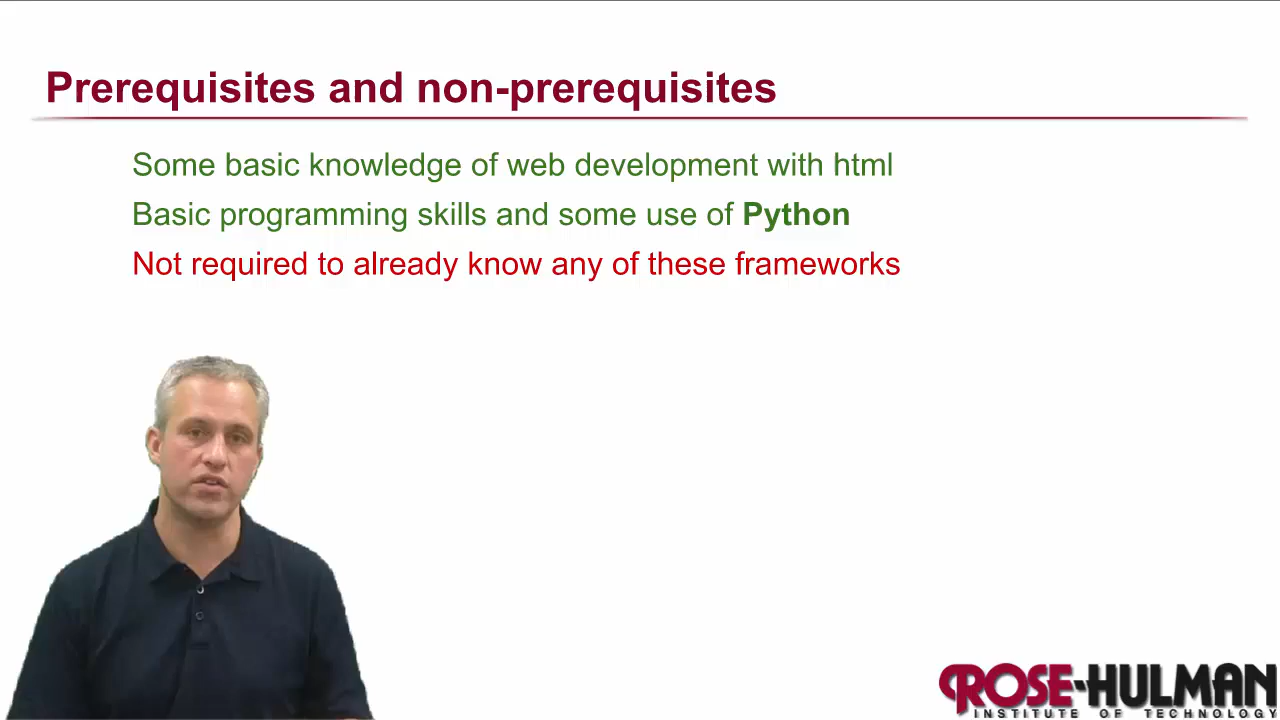 Prerequisites and non-prerequisites
Some basic knowledge of web development with html
Basic programming skills and some use of Python
Not required to already know any of these frameworks
ROSE-HULMAN
INSTITUTE OF TECHNOLOGY